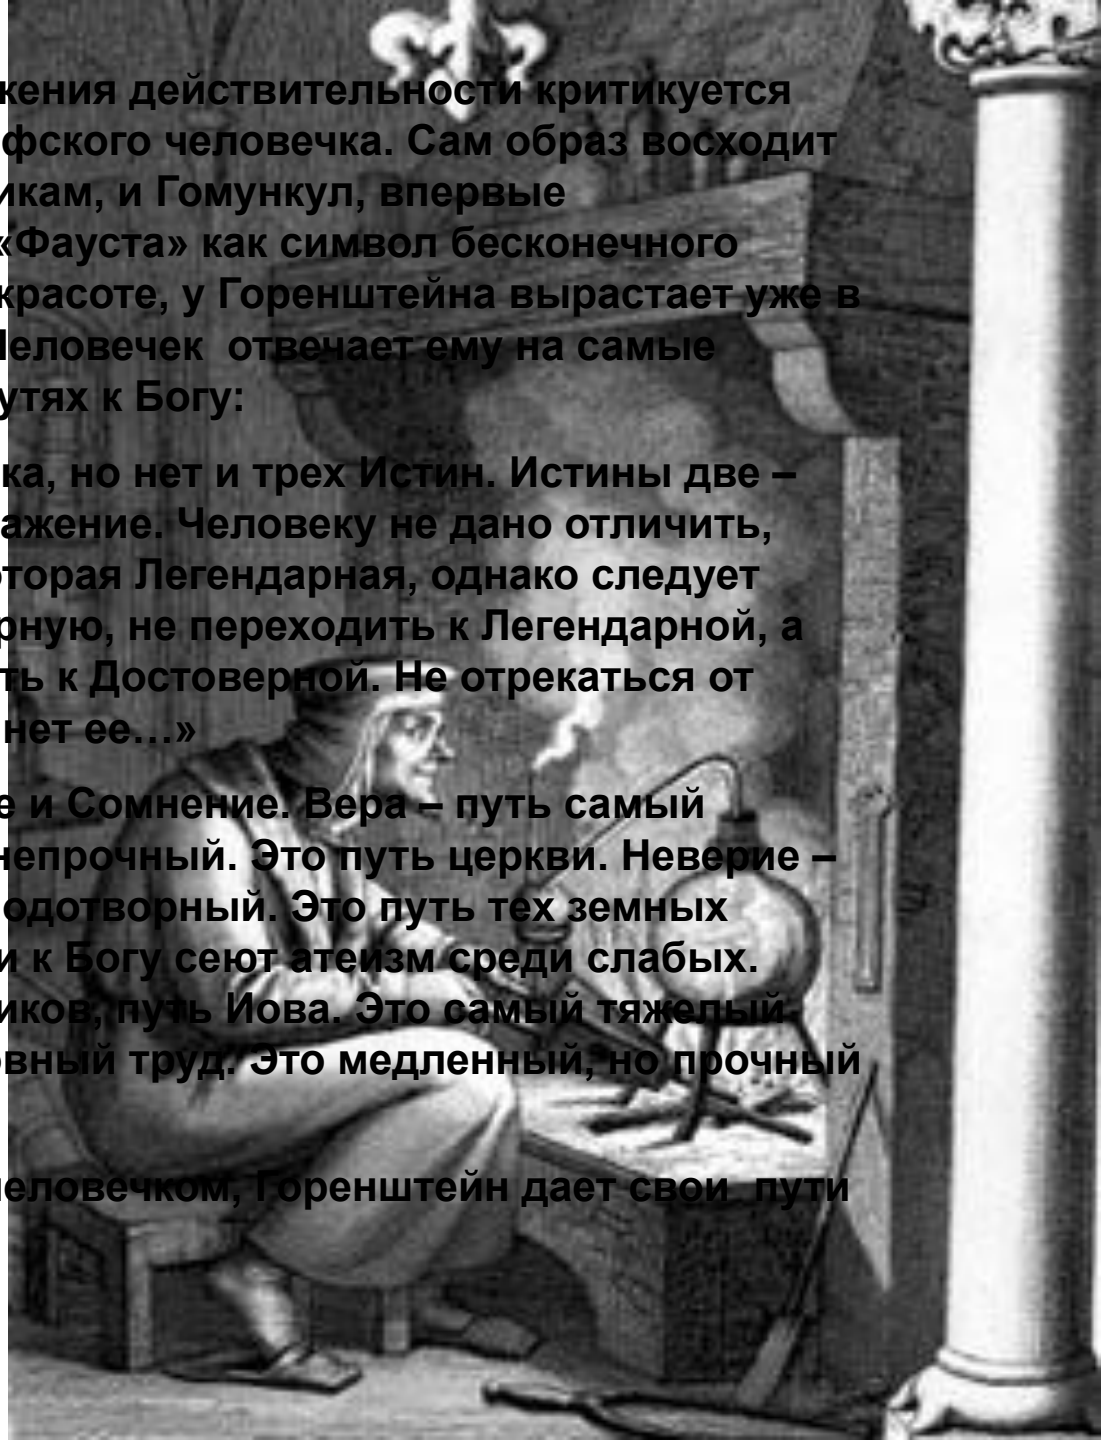 жения действительности критикуется
фского человечка. Сам образ восходит
икам, и Гомункул, впервые
«Фауста» как символ бесконечного
красоте, у Горенштейна вырастает уже в
Человечек отвечает ему на самые
утях к Богу:
ка, но нет и трех Истин. Истины две –
ажение. Человеку не дано отличить,
оторая Легендарная, однако следует
рную, не переходить к Легендарной, а
ть к Достоверной. Не отрекаться от
нет ее…»
е и Сомнение. Вера – путь самый
непрочный. Это путь церкви. Неверие –
одотворный. Это путь тех земных
и к Богу сеют атеизм среди слабых.
иков, путь Иова. Это самый тяжелый
овный труд. Это медленный, но прочный
человечком, Горенштейн дает свои пути